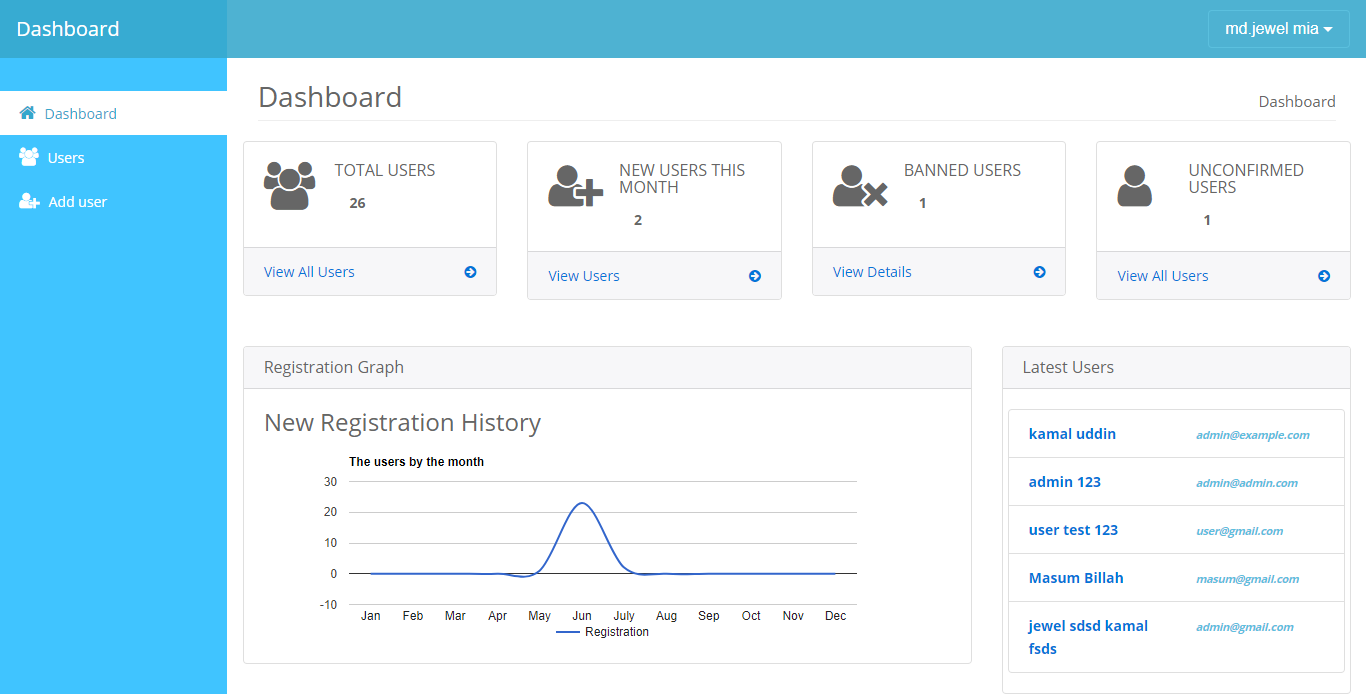 Dashboard
md.jewel mia
Dashboard
Users
Add user
Dashboard
Dashboard
TOTAL USERS
26
View All Users
NEW USERS THIS
MONTH
2
View Users
BANNED USERS
1
View Details
UNCONFIRMED
USERS
1
View All Users
Registration Graph
New Registration History
The users by the month
30
20
10
0
-10
Jan Feb Mar Apr May Jun July Aug Sep Oct Nov Dec
Registration
Latest Users
kamal uddin admin@example.com
admin 123 admin@admin.com
user test 123 user@gmail.com
Masum Billah masum@gmail.com
jewel sdsd kamal admin@gmail.com
fsds